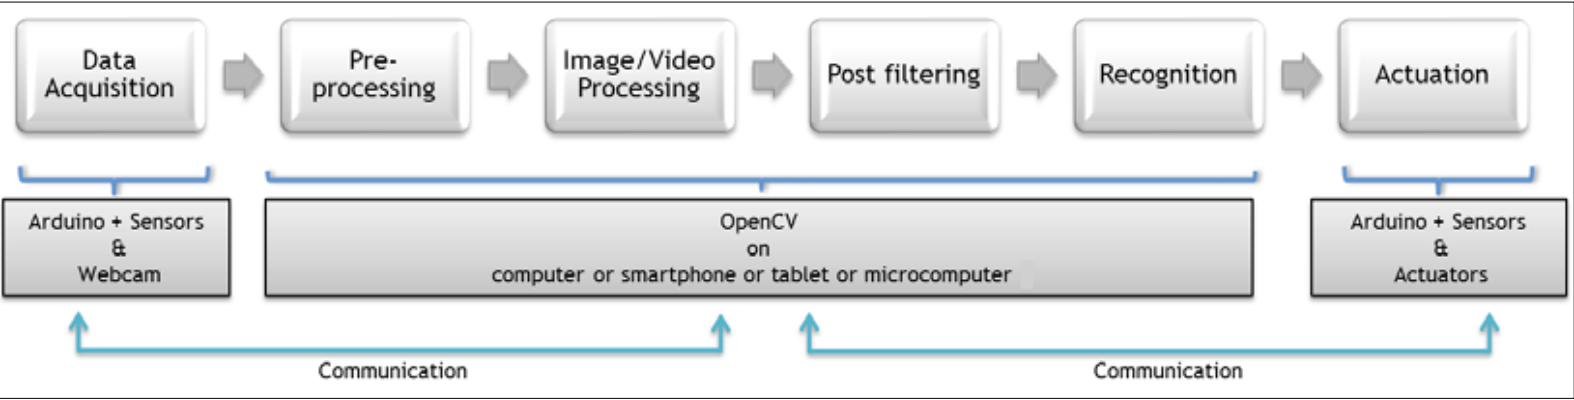 Data
Acquisition
Pre-
processing
Image/Video
Processing
Post filtering
Recognition
Actuation
Arduino + Sensors
&
Webcam
OpenCV
on
computer or smartphone or tablet or microcomputer
Arduino + Sensors
&
Actuators
Communication
Communication